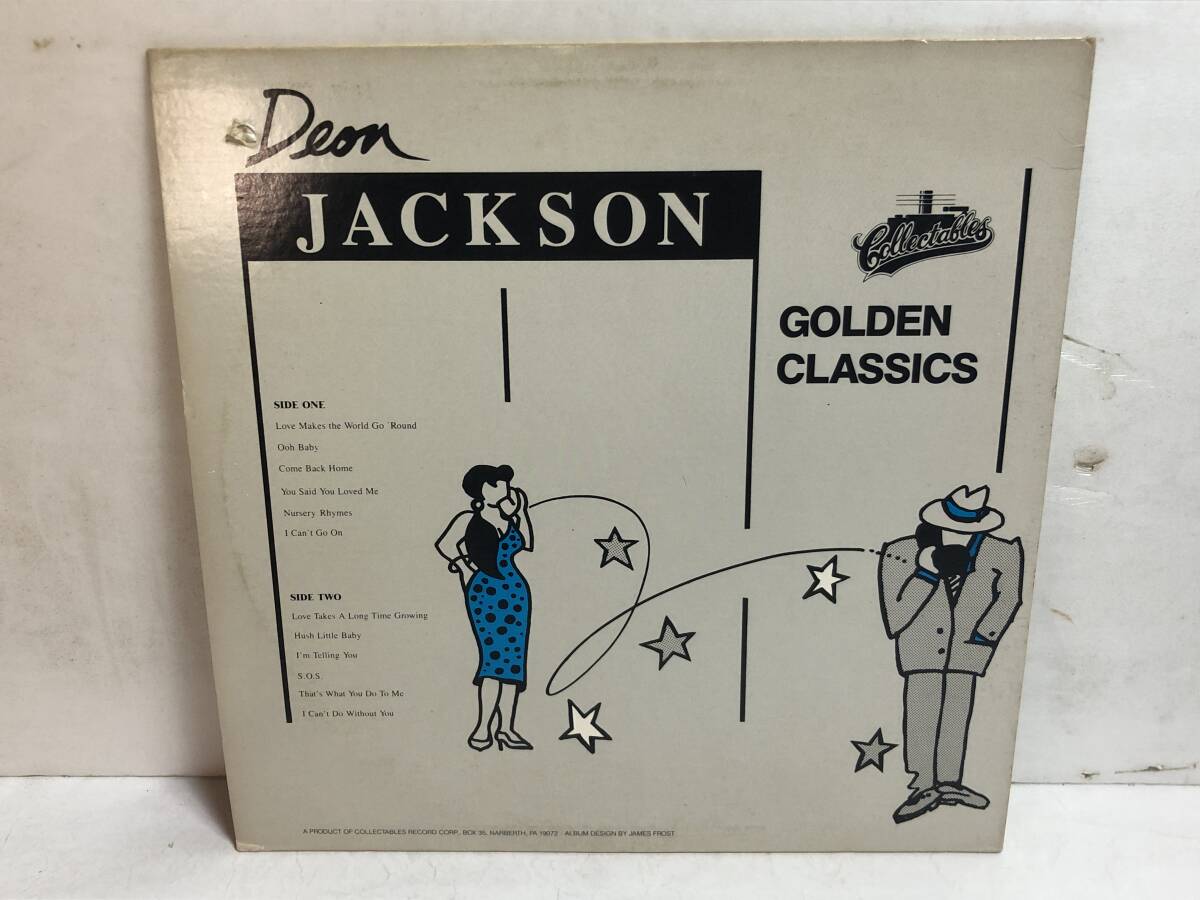 Deon
JACKSON
Collectables
GOLDEN
CLASSICS
SIDE ONE
Love Makes the World Go 'Round
Ooh Baby
Come Back Home
You Said You Loved Me
Nursery Rhymes
I Can't Go On
SIDE TWO
Love Takes A Long Time Growing
Hush Little Baby
I'm Telling You
S.O.S.
That's What You Do To Me
I Can't Do Without You
A PRODUCT OF COLLECTABLES RECORD CORP., BOX 35, NARBERTH, PA 19072 ALBUM DESIGN BY JAMES FROST